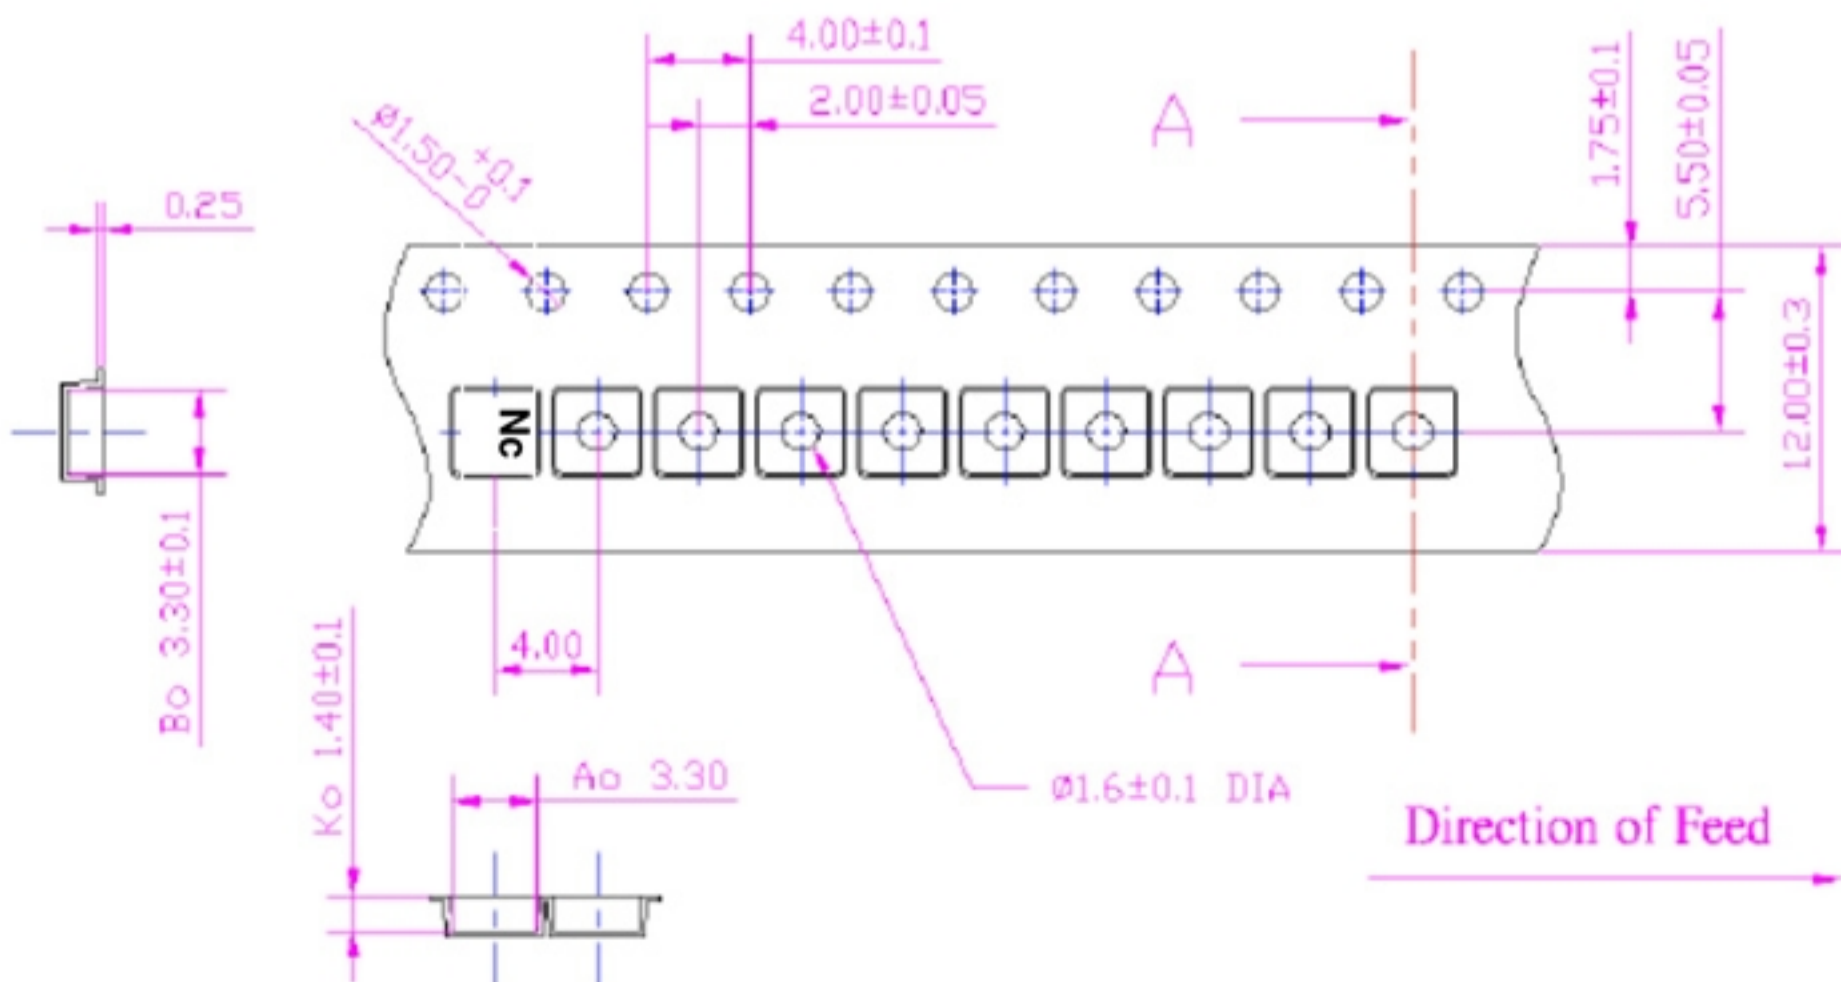 4.00±0.1
2.00±0.05
Ø1.50 +0.1
-0
A
1.75±0.1
5.50±0.05
0.25
12.00±0.3
Nc
Bo 3.30±0.1
4.00
A
Ko 1.40±0.1
Ao 3.30
Ø1.6±0.1 DIA
Direction of Feed